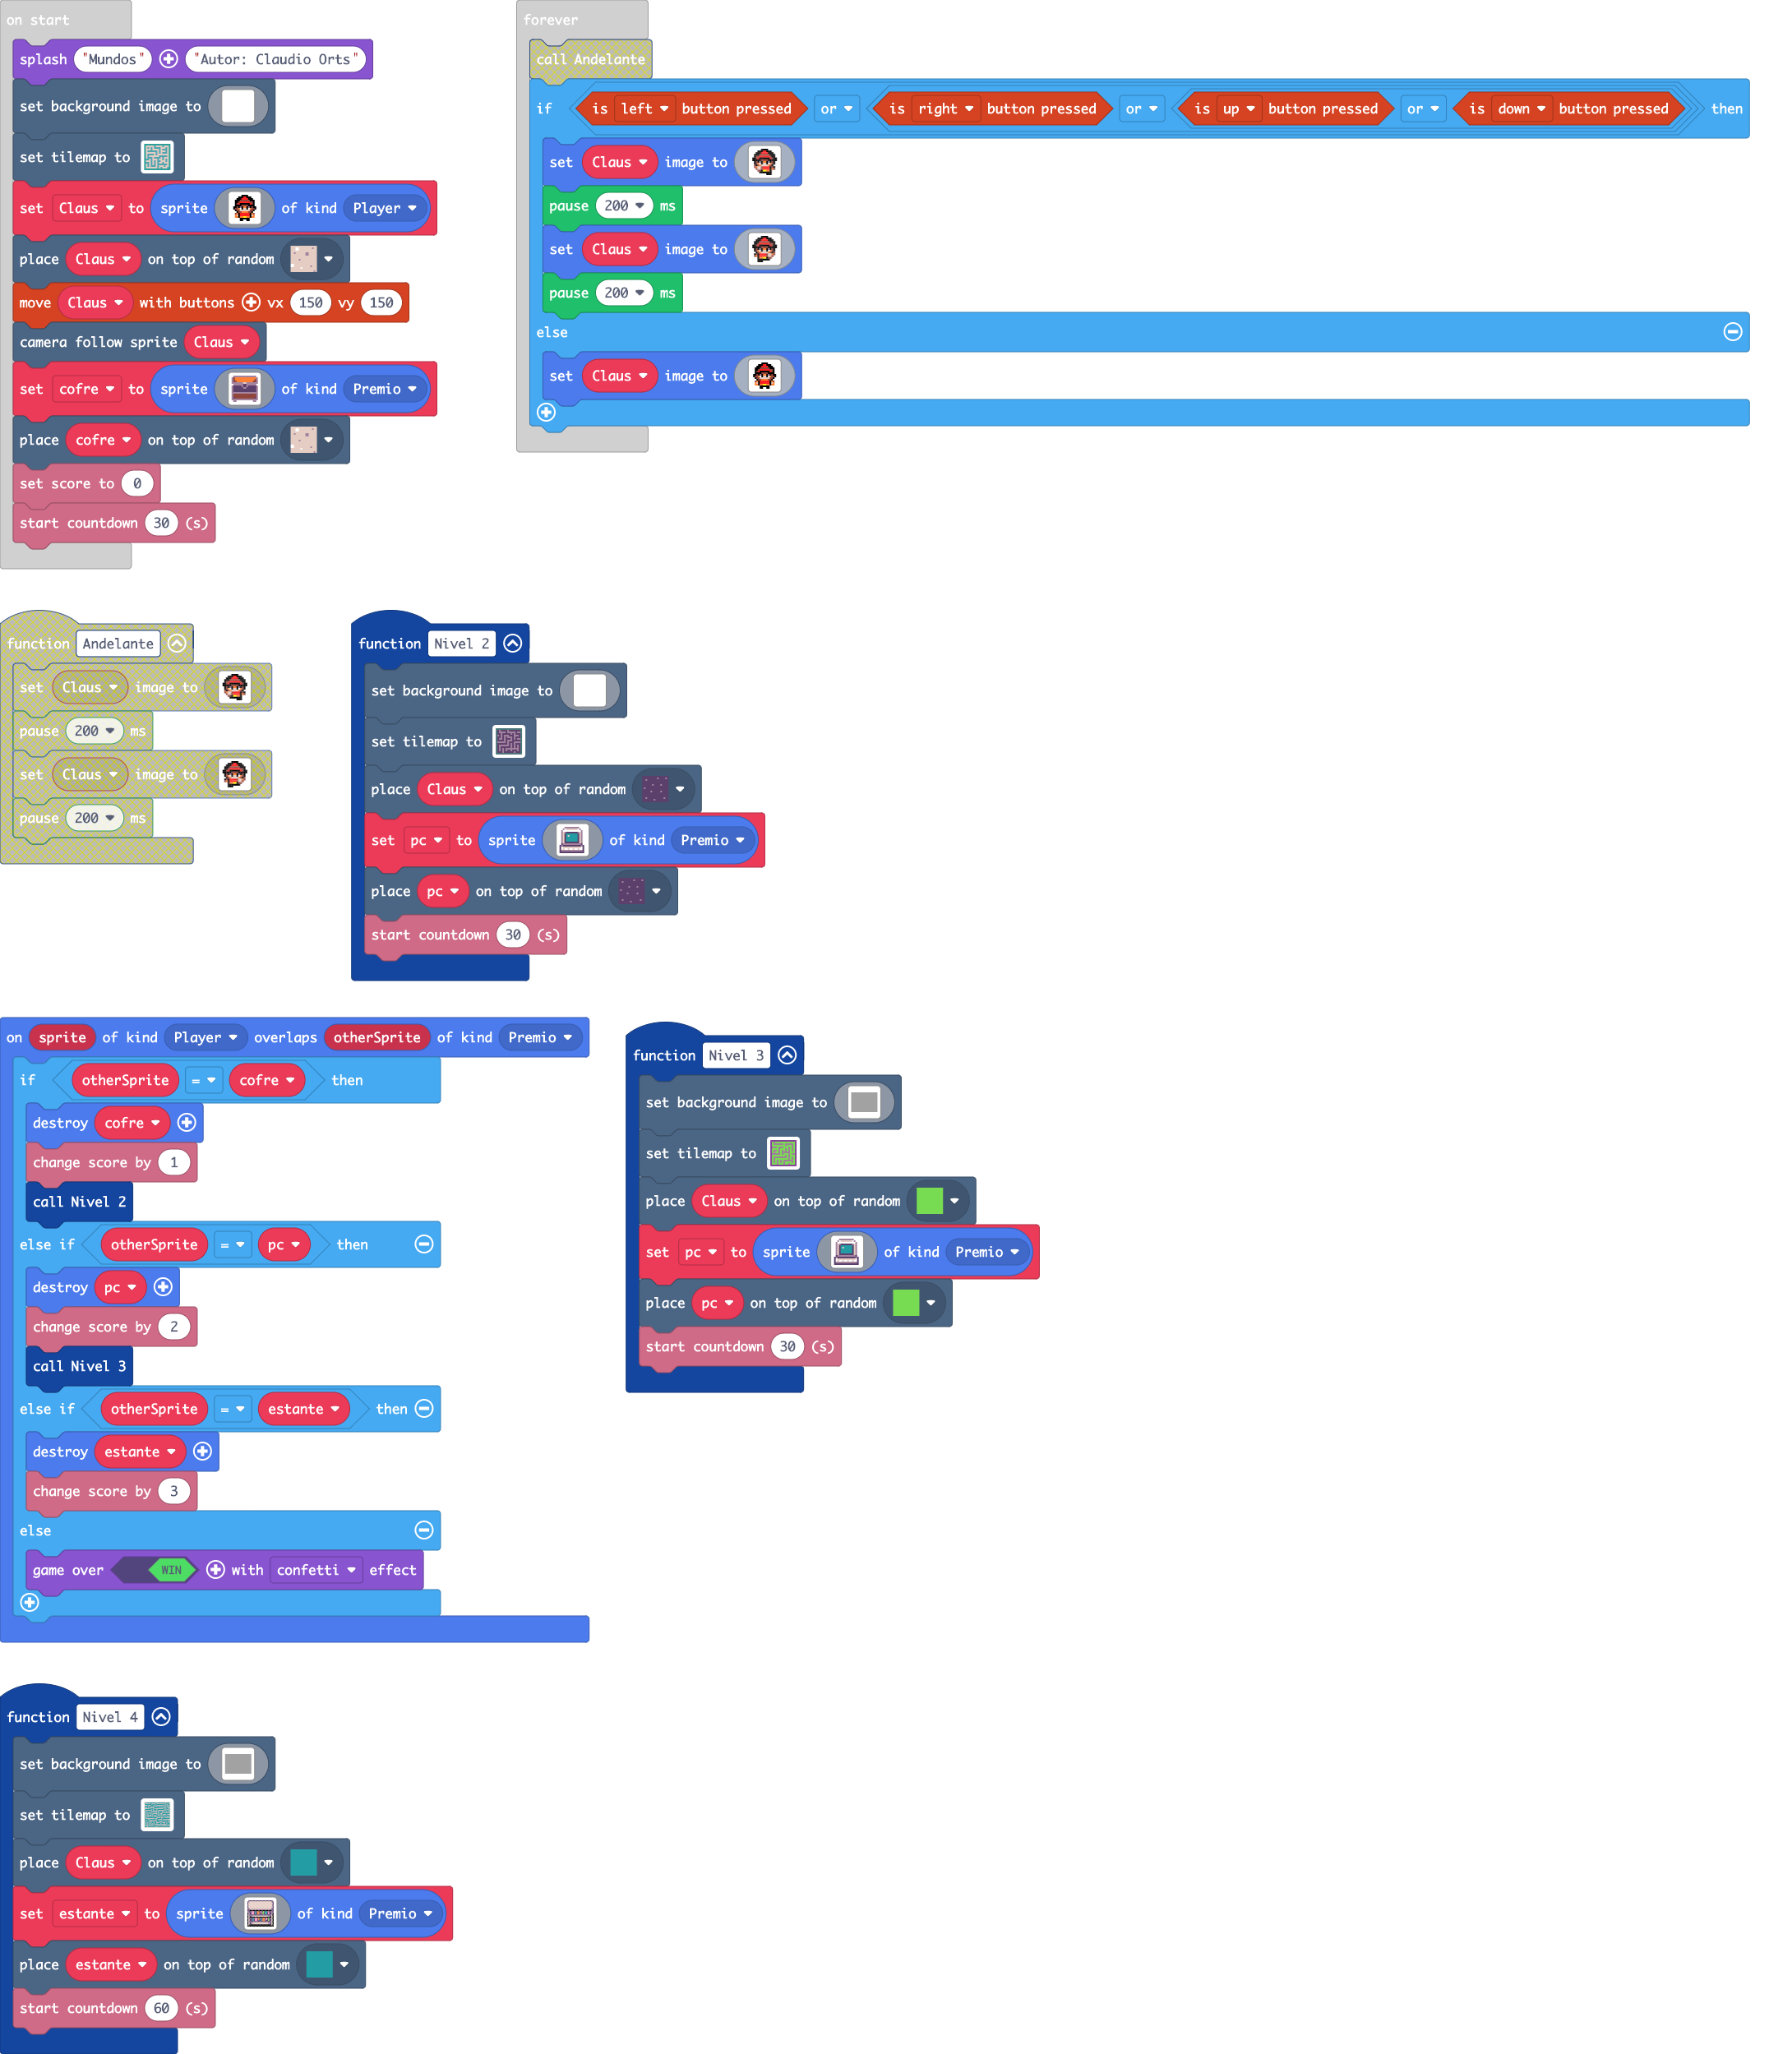 on start
splash "Mundos" "Autor: Claudio Orts"
set background image to
set tilemap to
set Claus to sprite of kind Player
place Claus on top of random
move Claus with buttons vx 150 vy 150
camera follow sprite Claus
set cofre to sprite of kind Premio
place cofre on top of random
set score to 0
start countdown 30 (s)
forever
call Andelante
if is left button pressed or is right button pressed or is up button pressed or is down button pressed then
set Claus image to
pause 200 ms
set Claus image to
pause 200 ms
else
set Claus image to
function Andelante
set Claus image to
pause 200 ms
set Claus image to
pause 200 ms
function Nivel 2
set background image to
set tilemap to
place Claus on top of random
set pc to sprite of kind Premio
place pc on top of random
start countdown 30 (s)
on sprite of kind Player overlaps otherSprite of kind Premio
if otherSprite = cofre then
destroy cofre
change score by 1
call Nivel 2
else if otherSprite = pc then
destroy pc
change score by 2
call Nivel 3
else if otherSprite = estante then
destroy estante
change score by 3
else
game over WIN with confetti effect
function Nivel 3
set background image to
set tilemap to
place Claus on top of random
set pc to sprite of kind Premio
place pc on top of random
start countdown 30 (s)
function Nivel 4
set background image to
set tilemap to
place Claus on top of random
set estante to sprite of kind Premio
place estante on top of random
start countdown 60 (s)